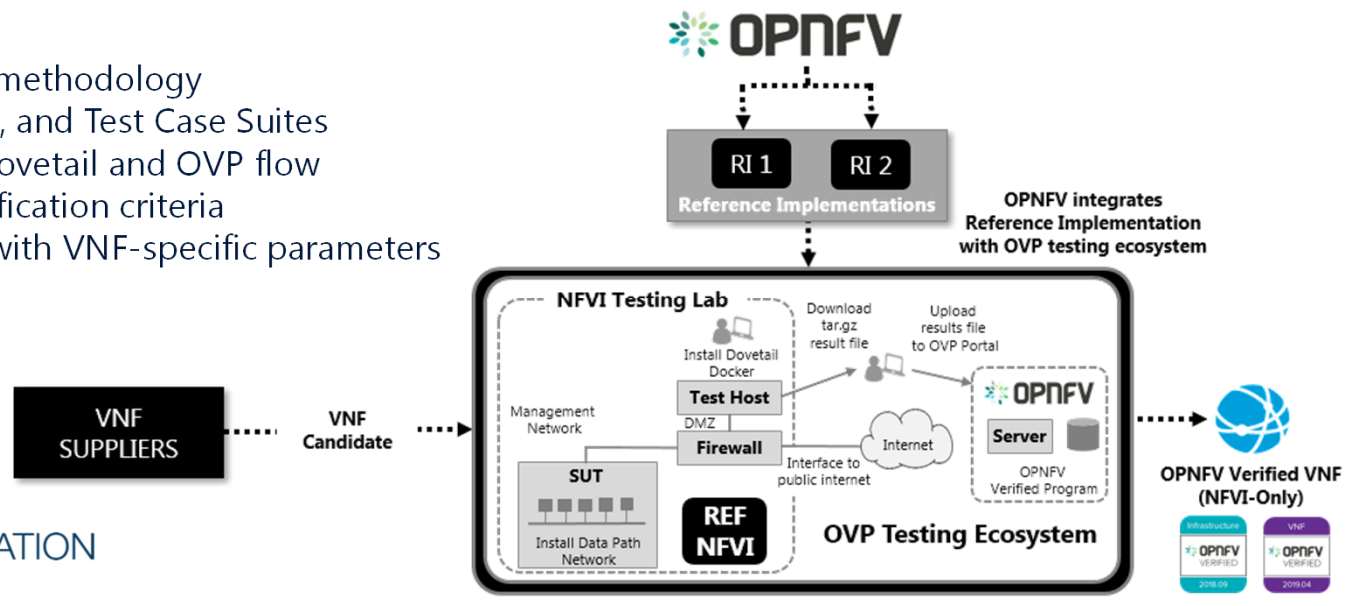 OPNFV
methodology
, and Test Case Suites
ovetail and OVP flow
fication criteria
with VNF-specific parameters
RI 1
RI 2
Reference Implementations
OPNFV integrates
Reference Implementation
with OVP testing ecosystem
NFVI Testing Lab
Install Dovetail
Docker
Download
tar.gz
result file
Upload
results file
to OVP Portal
Test Host
DMZ
Firewall
Management
Network
SUT
Install Data Path
Network
REF
NFVI
Interface to
public internet
Internet
OPNFV
Server
OPNFV
Verified Program
OVP Testing Ecosystem
VNF
SUPPLIERS
VNF
Candidate
OPNFV Verified VNF
(NFVI-Only)
Infrastructure
OPNFV
VERIFIED
2018.09
VNF
OPNFV
VERIFIED
2019.04
ATION